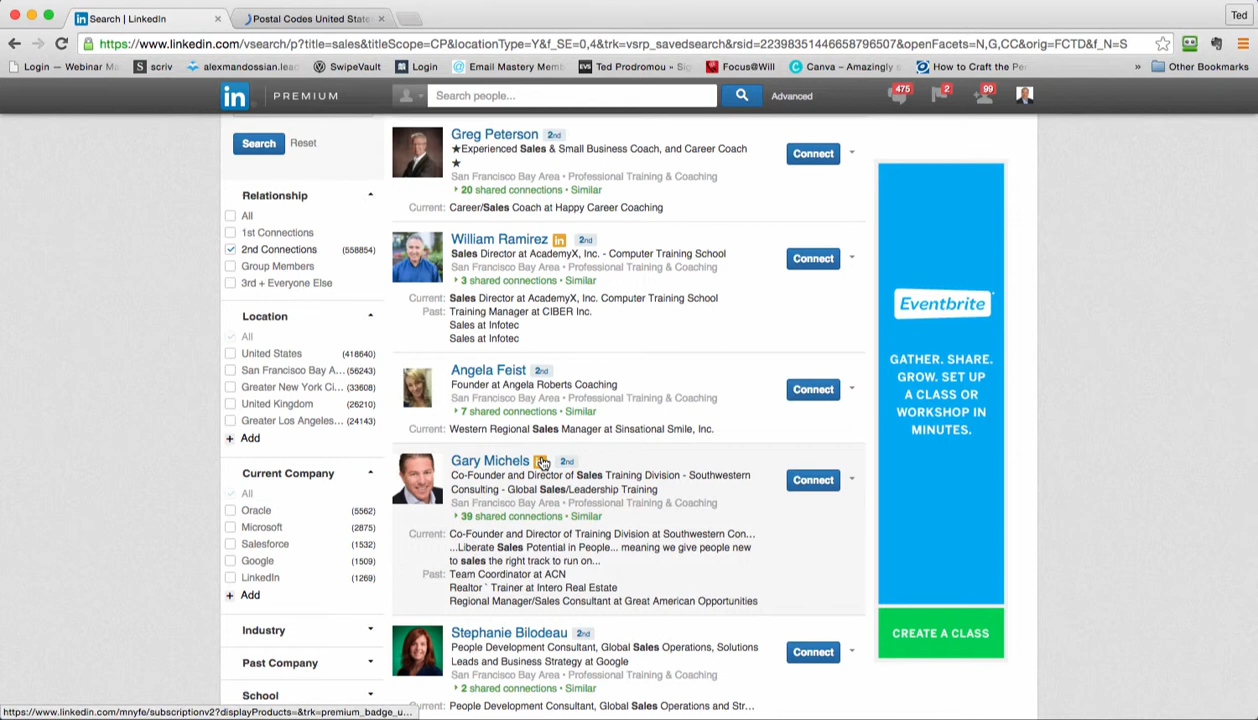 Search | LinkedIn
Postal Codes United State
Ted
https://www.linkedin.com/vsearch/p?title=sales&titleScope=CP&locationType=Y&f_SE=0,4&trk=vsrp_savedsearch&rsid=22398351446658796507&openFacets=N,G,CC&orig=FCTD&f_N=S
Login — Webinar Ma
scriv
alexmandossian.lea
SwipeVault
Login
Email Mastery Mem
Ted Prodromou » Sig
Focus@Will
Canva – Amazingly s
How to Craft the Per
»
Other Bookmarks
in PREMIUM
Search people...
Advanced
475
2
99
Search Reset
Relationship
All
1st Connections
2nd Connections (558854)
Group Members
3rd + Everyone Else
Location
All
United States (418640)
San Francisco Bay A... (56243)
Greater New York Ci... (33608)
United Kingdom (26210)
Greater Los Angeles... (24143)
+ Add
Current Company
All
Oracle (5562)
Microsoft (2875)
Salesforce (1532)
Google (1509)
LinkedIn (1269)
+ Add
Industry
Past Company
School
Greg Peterson 2nd
★Experienced Sales & Small Business Coach, and Career Coach
★
San Francisco Bay Area • Professional Training & Coaching
20 shared connections • Similar
Current: Career/Sales Coach at Happy Career Coaching
Connect
William Ramirez in 2nd
Sales Director at AcademyX, Inc. - Computer Training School
San Francisco Bay Area • Professional Training & Coaching
3 shared connections • Similar
Current: Sales Director at AcademyX, Inc. Computer Training School
Past: Training Manager at CIBER Inc.
Sales at Infotec
Sales at Infotec
Connect
Angela Feist 2nd
Founder at Angela Roberts Coaching
San Francisco Bay Area • Professional Training & Coaching
7 shared connections • Similar
Current: Western Regional Sales Manager at Sinsational Smile, Inc.
Connect
Gary Michels 2nd
Co-Founder and Director of Sales Training Division - Southwestern
Consulting - Global Sales/Leadership Training
San Francisco Bay Area • Professional Training & Coaching
39 shared connections • Similar
Current: Co-Founder and Director of Training Division at Southwestern Con...
...Liberate Sales Potential in People... meaning we give people new
to sales the right track to run on...
Past: Team Coordinator at ACN
Realtor ` Trainer at Intero Real Estate
Regional Manager/Sales Consultant at Great American Opportunities
Connect
Stephanie Bilodeau 2nd
People Development Consultant, Global Sales Operations, Solutions
Leads and Business Strategy at Google
San Francisco Bay Area • Professional Training & Coaching
2 shared connections • Similar
Current: People Development Consultant, Global Sales Operations and Str...
Connect
Eventbrite
GATHER. SHARE.
GROW. SET UP
A CLASS OR
WORKSHOP IN
MINUTES.
CREATE A CLASS
https://www.linkedin.com/mnyfe/subscriptionv2?displayProducts=&trk=premium_badge_u...